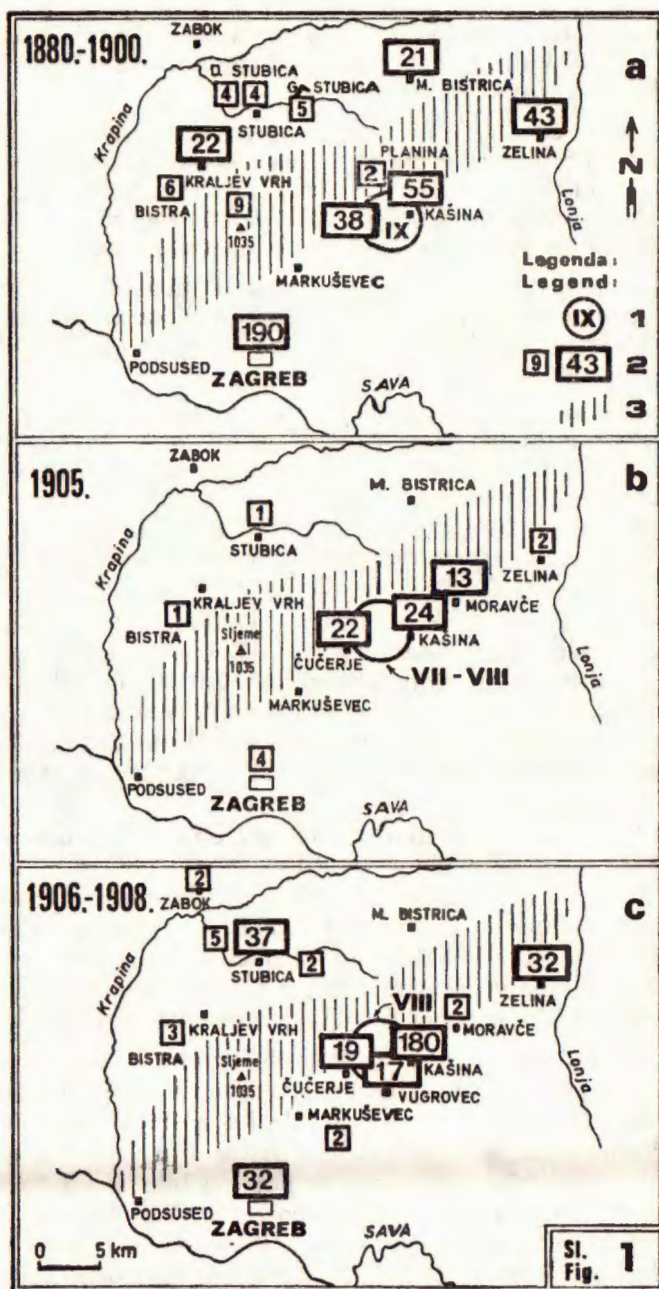 1880.-1900.
a
ZABOK
D. STUBICA
G. STUBICA
21
M. BISTRICA
4
4
5
STUBICA
43
ZELINA
Krapina
22
KRALJEV VRH
PLANINA
2
N
6
BISTRA
9
1035
38
55
KAŠINA
IX
Lonja
MARKUŠEVEC
Legenda:
Legend:
IX 1
9 43 2
3
190
PODSUSED
ZAGREB
SAVA
1905.
b
ZABOK
M. BISTRICA
1
STUBICA
2
ZELINA
Krapina
13
MORAVČE
1
BISTRA
KRALJEV VRH
Sljeme
1035
22
ČUČERJE
24
KAŠINA
VII - VIII
MARKUŠEVEC
Lonja
4
PODSUSED
ZAGREB
SAVA
1906.-1908.
c
2
ZABOK
M. BISTRICA
5
37
STUBICA
2
32
ZELINA
Krapina
VIII
2
MORAVČE
3
BISTRA
KRALJEV VRH
Sljeme
1035
19
ČUČERJE
180
KAŠINA
17
VUGROVEC
Lonja
MARKUŠEVEC
2
32
PODSUSED
ZAGREB
SAVA
0 5 km
Sl.
Fig. 1